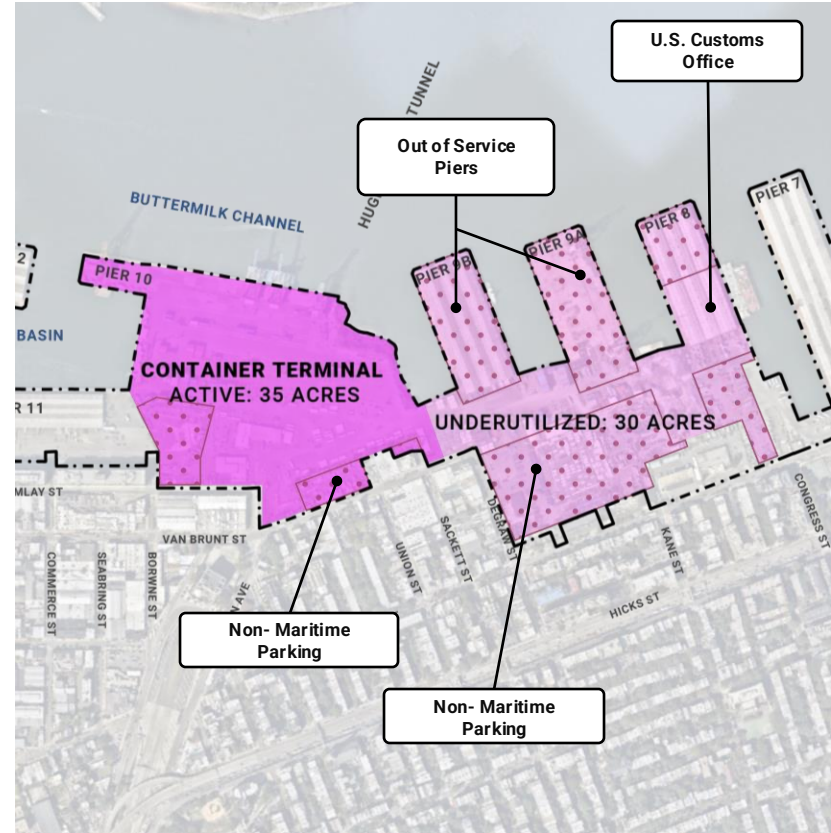 U.S. Customs
Office
TUNNEL
Out of Service
Piers
HUG
BUTTERMILK CHANNEL
PIER 7
PIER 8
PIER 9A
PIER 9B
PIER 10
2
BASIN
CONTAINER TERMINAL
ACTIVE: 35 ACRES
R 11
UNDERUTILIZED: 30 ACRES
MLAY ST
VAN BRUNT ST
COMMERCE ST
SEABRING ST
BORWNE ST
N AVE
UNION ST
SACKETT ST
DEGRAW ST
KANE ST
CONGRESS ST
HICKS ST
Non- Maritime
Parking
Non- Maritime
Parking